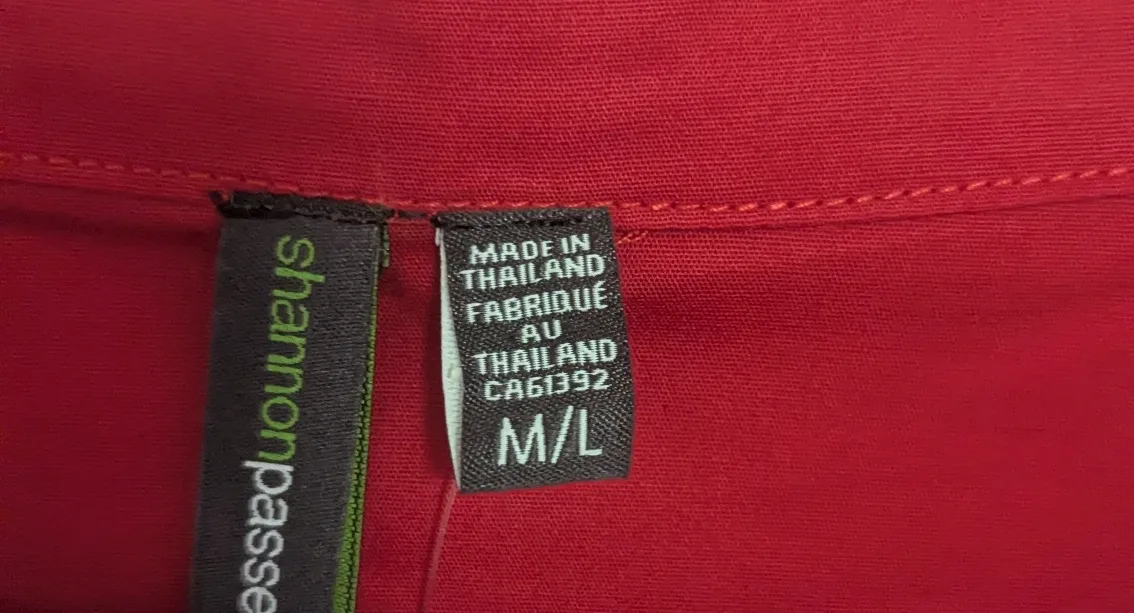 shannonpasse
MADE IN
THAILAND
FABRIQUÉ
AU
THAILAND
CA61392
M/L